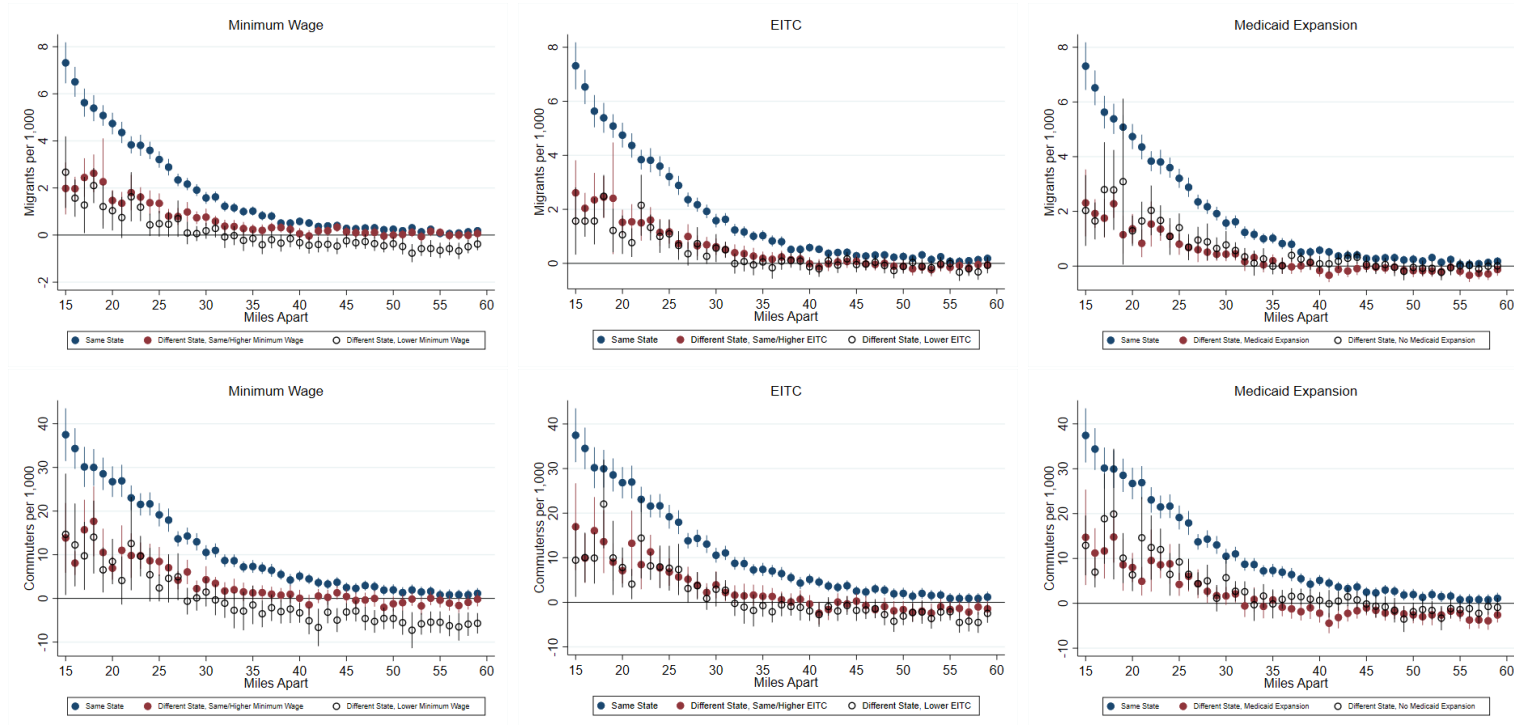 Minimum Wage
Migrants per 1,000
8
6
4
2
0
-2
15 20 25 30 35 40 45 50 55 60
Miles Apart
Same State Different State, Same/Higher Minimum Wage Different State, Lower Minimum Wage
EITC
Migrants per 1,000
8
6
4
2
0
15 20 25 30 35 40 45 50 55 60
Miles Apart
Same State Different State, Same/Higher EITC Different State, Lower EITC
Medicaid Expansion
Migrants per 1,000
8
6
4
2
0
15 20 25 30 35 40 45 50 55 60
Miles Apart
Same State Different State, Medicaid Expansion Different State, No Medicaid Expansion
Minimum Wage
Commuters per 1,000
40
30
20
10
0
-10
15 20 25 30 35 40 45 50 55 60
Miles Apart
Same State Different State, Same/Higher Minimum Wage Different State, Lower Minimum Wage
EITC
Commuterss per 1,000
40
30
20
10
0
-10
15 20 25 30 35 40 45 50 55 60
Miles Apart
Same State Different State, Same/Higher EITC Different State, Lower EITC
Medicaid Expansion
Commuters per 1,000
40
30
20
10
0
-10
15 20 25 30 35 40 45 50 55 60
Miles Apart
Same State Different State, Medicaid Expansion Different State, No Medicaid Expansion